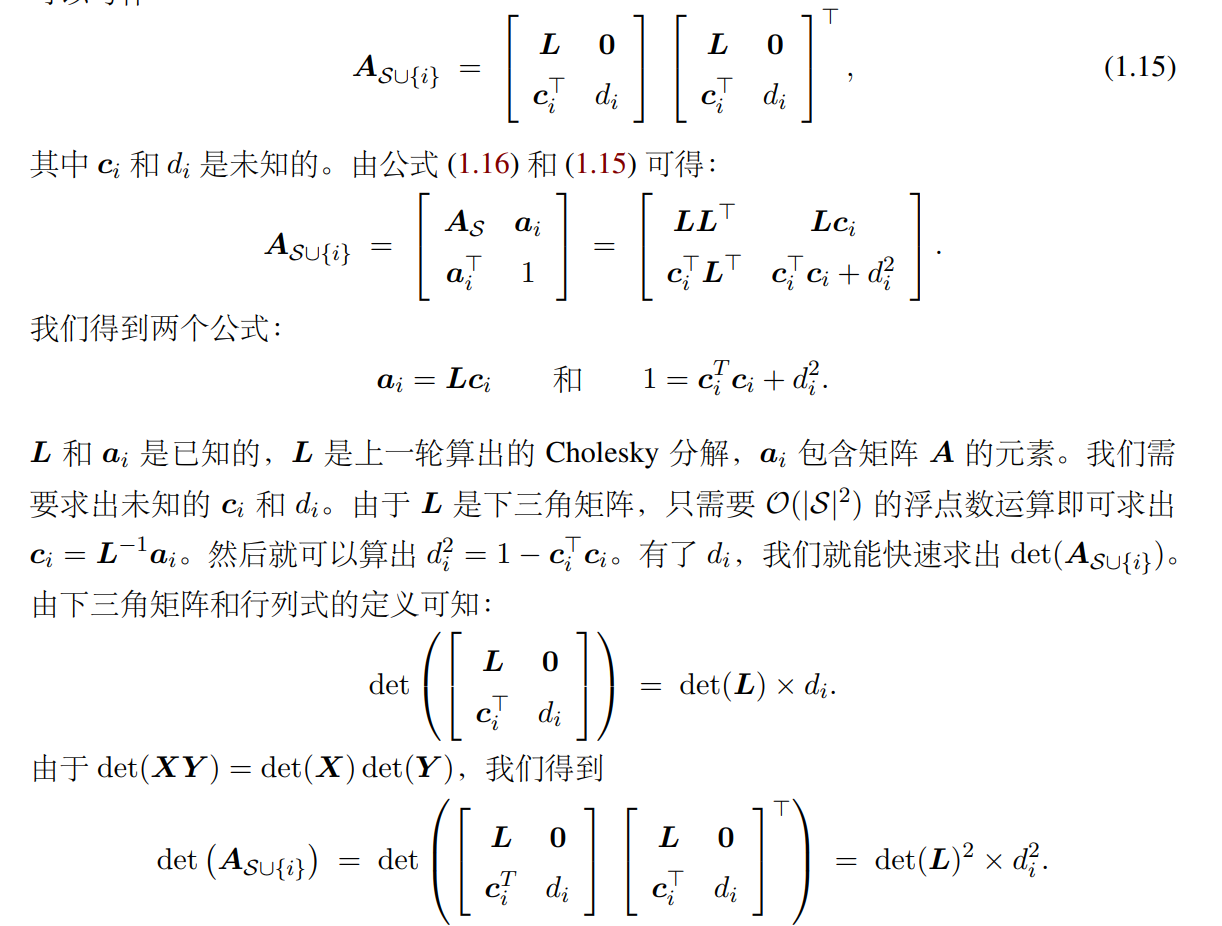 $$\boldsymbol{A}_{\mathcal{S}\cup\{i\}} = \begin{bmatrix} \boldsymbol{L} & \boldsymbol{0} \\ \boldsymbol{c}_i^\top & d_i \end{bmatrix} \begin{bmatrix} \boldsymbol{L} & \boldsymbol{0} \\ \boldsymbol{c}_i^\top & d_i \end{bmatrix}^\top, \quad (1.15)$$
其中 $\boldsymbol{c}_i$ 和 $d_i$ 是未知的。由公式 (1.16) 和 (1.15) 可得：
$$\boldsymbol{A}_{\mathcal{S}\cup\{i\}} = \begin{bmatrix} \boldsymbol{A}_{\mathcal{S}} & \boldsymbol{a}_i \\ \boldsymbol{a}_i^\top & 1 \end{bmatrix} = \begin{bmatrix} \boldsymbol{L}\boldsymbol{L}^\top & \boldsymbol{L}\boldsymbol{c}_i \\ \boldsymbol{c}_i^\top\boldsymbol{L}^\top & \boldsymbol{c}_i^\top\boldsymbol{c}_i + d_i^2 \end{bmatrix}.$$
我们得到两个公式：
$$\boldsymbol{a}_i = \boldsymbol{L}\boldsymbol{c}_i \quad 和 \quad 1 = \boldsymbol{c}_i^T\boldsymbol{c}_i + d_i^2.$$
$\boldsymbol{L}$ 和 $\boldsymbol{a}_i$ 是已知的，$\boldsymbol{L}$ 是上一轮算出的 Cholesky 分解，$\boldsymbol{a}_i$ 包含矩阵 $\boldsymbol{A}$ 的元素。我们需
要求出未知的 $\boldsymbol{c}_i$ 和 $d_i$。由于 $\boldsymbol{L}$ 是下三角矩阵，只需要 $\mathcal{O}(|\mathcal{S}|^2)$ 的浮点数运算即可求出
$\boldsymbol{c}_i = \boldsymbol{L}^{-1}\boldsymbol{a}_i$。然后就可以算出 $d_i^2 = 1 - \boldsymbol{c}_i^\top\boldsymbol{c}_i$。有了 $d_i$，我们就能快速求出 $\det(\boldsymbol{A}_{\mathcal{S}\cup\{i\}})$。
由下三角矩阵和行列式的定义可知：
$$\det\left(\begin{bmatrix} \boldsymbol{L} & \boldsymbol{0} \\ \boldsymbol{c}_i^\top & d_i \end{bmatrix}\right) = \det(\boldsymbol{L}) \times d_i.$$
由于 $\det(\boldsymbol{X}\boldsymbol{Y}) = \det(\boldsymbol{X})\det(\boldsymbol{Y})$，我们得到
$$\det(\boldsymbol{A}_{\mathcal{S}\cup\{i\}}) = \det\left(\begin{bmatrix} \boldsymbol{L} & \boldsymbol{0} \\ \boldsymbol{c}_i^T & d_i \end{bmatrix} \begin{bmatrix} \boldsymbol{L} & \boldsymbol{0} \\ \boldsymbol{c}_i^\top & d_i \end{bmatrix}^\top\right) = \det(\boldsymbol{L})^2 \times d_i^2.$$